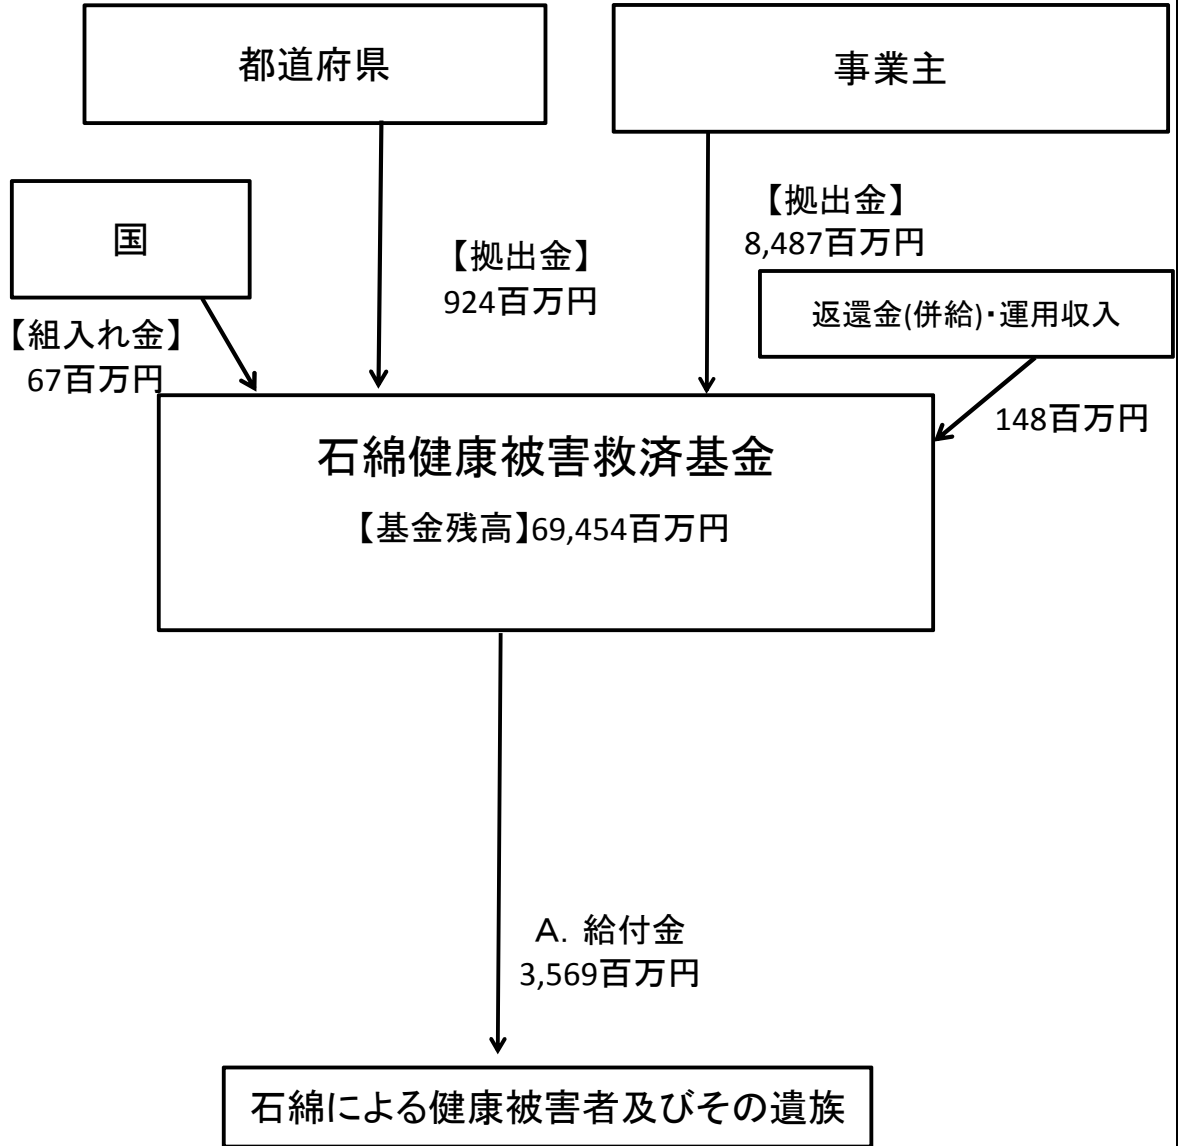 都道府県
事業主
国
【拠出金】
8,487百万円
【拠出金】
924百万円
返還金(併給)・運用収入
【組入れ金】
67百万円
148百万円
石綿健康被害救済基金
【基金残高】69,454百万円
A. 給付金
3,569百万円
石綿による健康被害者及びその遺族